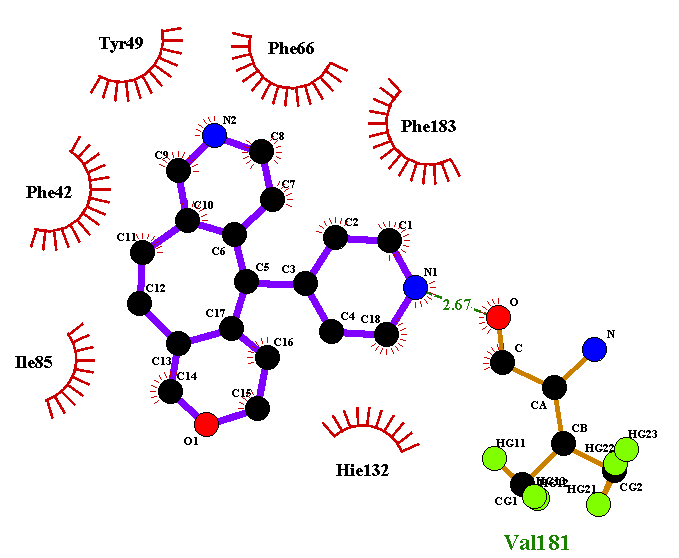 Tyr49
Phe66
Phe183
Phe42
Ile85
Hie132
Val181
N2
C8
C9
C7
C10
C6
C11
C12
C5
C3
C2
C1
N1
2.67
O
C4
C18
C17
C16
C13
C14
C15
O1
C
N
CA
CB
HG11
HG22
HG23
HG21
CG1
CG2